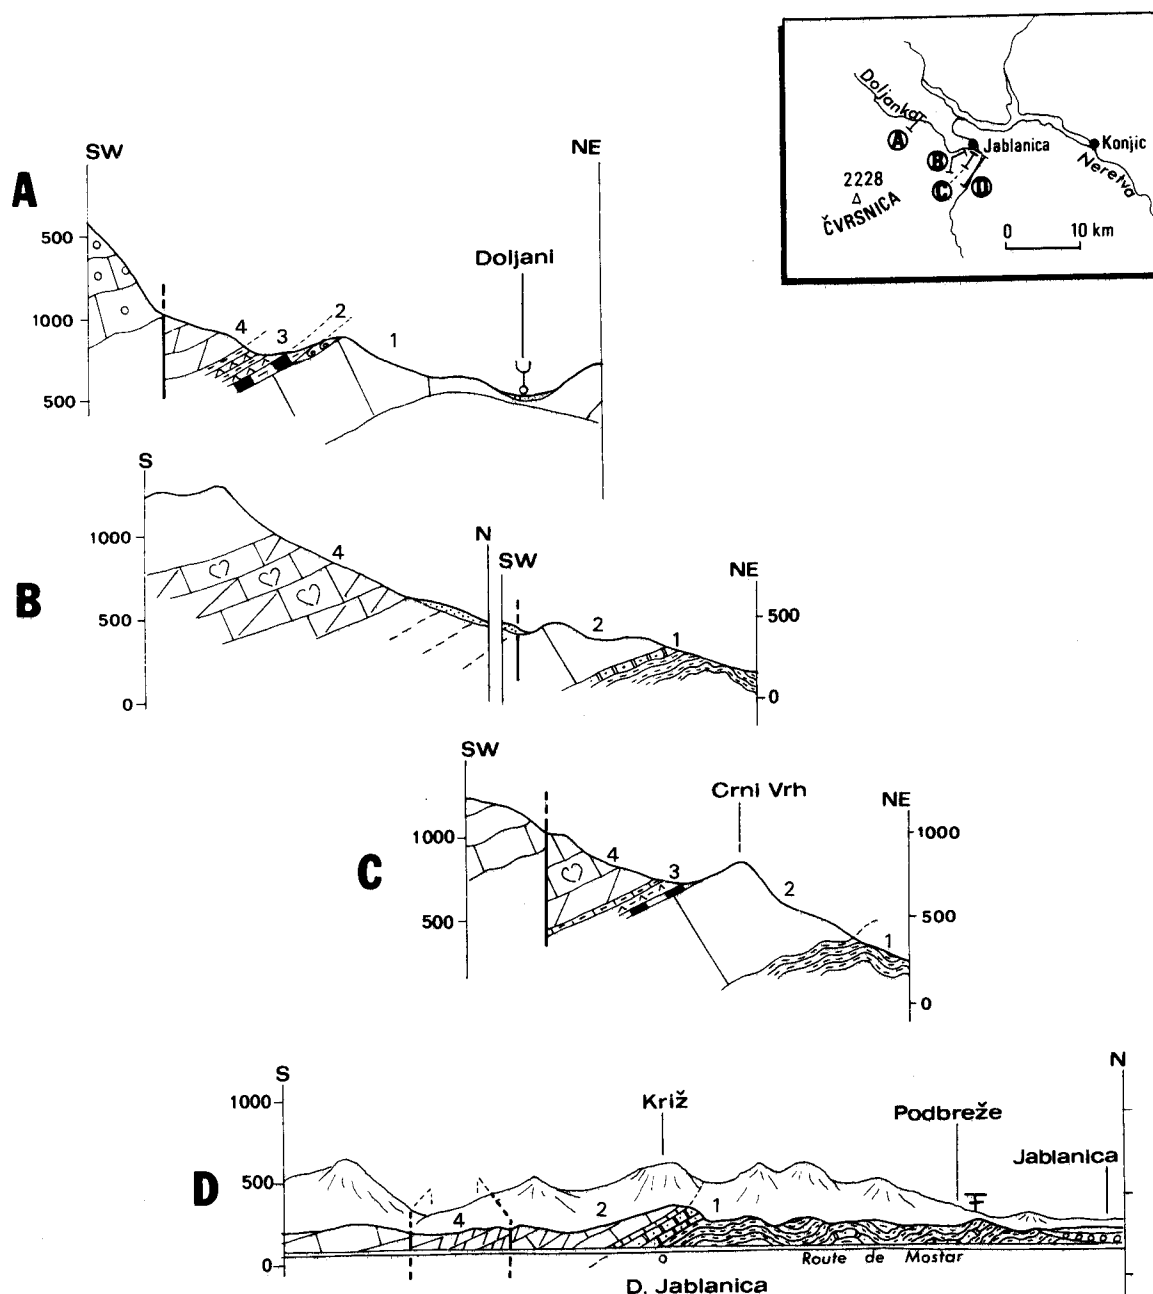 Doljanka
A
B
C
D
Jablanica
Konjic
Neretva
2228
ČVRSNICA
0 10 km
A
SW
NE
500
1000
500
Doljani
4
3
2
1
B
S
N
SW
NE
1000
500
0
500
0
4
2
1
C
SW
Crni Vrh
NE
1000
500
1000
500
0
4
3
2
1
D
S
N
1000
500
0
Križ
Podbreže
Jablanica
4
2
1
Route de Mostar
D. Jablanica